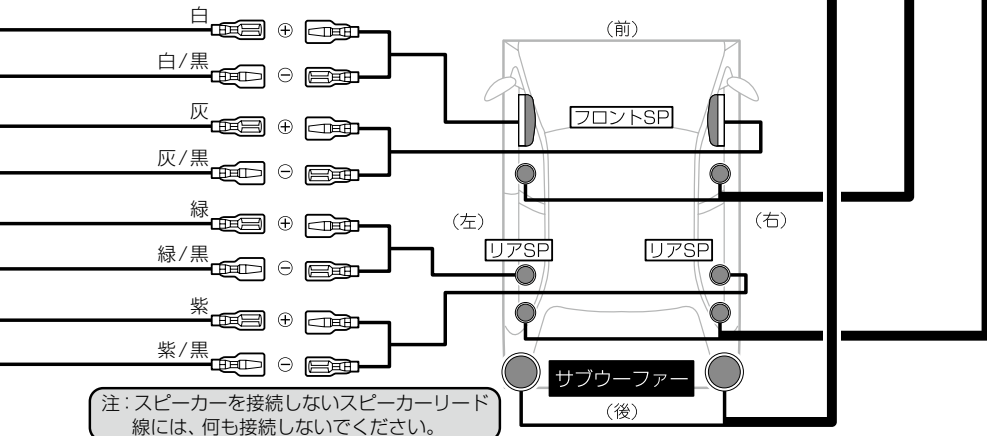 白
⊕
(前)
白/黒
⊖
灰
⊕
フロントSP
灰/黒
⊖
緑
⊕
(左)
(右)
緑/黒
⊖
リアSP
リアSP
紫
⊕
紫/黒
⊖
サブウーファー
(後)
注:スピーカーを接続しないスピーカーリード
線には、何も接続しないでください。